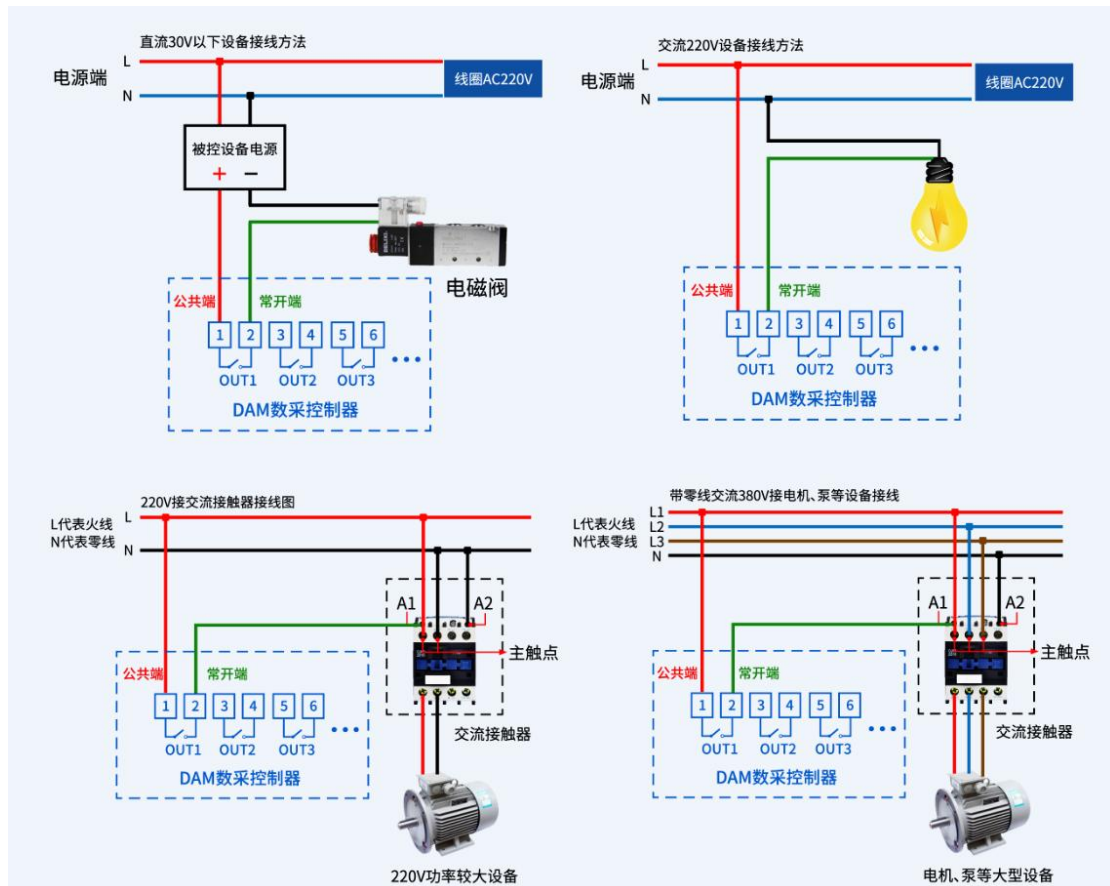 直流30V以下设备接线方法
L
电源端
N
线圈AC220V
被控设备电源
+ −
电磁阀
公共端
常开端
1 2 3 4 5 6
OUT1 OUT2 OUT3
DAM数采控制器
交流220V设备接线方法
L
电源端
N
线圈AC220V
公共端
常开端
1 2 3 4 5 6
OUT1 OUT2 OUT3
DAM数采控制器
220V接交流接触器接线图
L代表火线
L
N代表零线
N
A1 A2
主触点
公共端
常开端
1 2 3 4 5 6
OUT1 OUT2 OUT3
交流接触器
DAM数采控制器
220V功率较大设备
带零线交流380V接电机、泵等设备接线
L1
L代表火线
L2
N代表零线
L3
N
A1 A2
主触点
公共端
常开端
1 2 3 4 5 6
OUT1 OUT2 OUT3
交流接触器
DAM数采控制器
电机、泵等大型设备